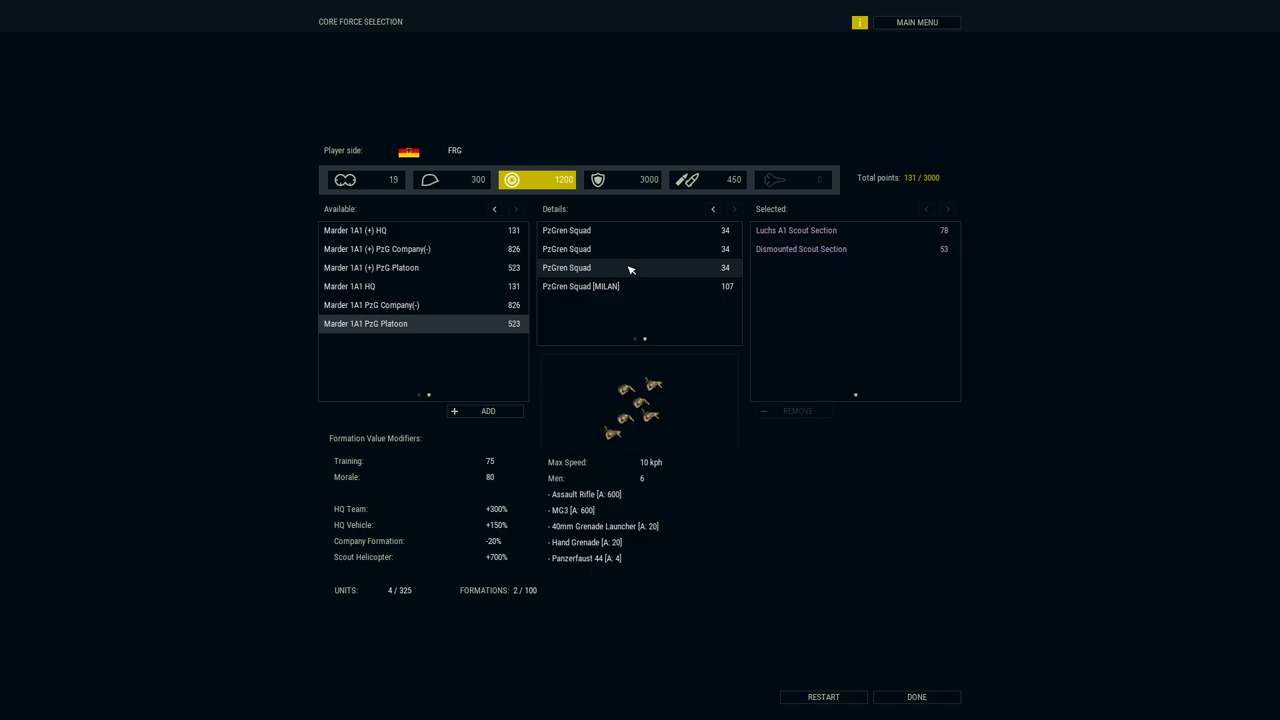 CORE FORCE SELECTION
i
MAIN MENU
Player side: FRG
19 300 1200 3000 450 0
Total points: 131 / 3000
Available:
Marder 1A1 (+) HQ 131
Marder 1A1 (+) PzG Company(-) 826
Marder 1A1 (+) PzG Platoon 523
Marder 1A1 HQ 131
Marder 1A1 PzG Company(-) 826
Marder 1A1 PzG Platoon 523
+ ADD
Details:
PzGren Squad 34
PzGren Squad 34
PzGren Squad 34
PzGren Squad [MILAN] 107
Selected:
Luchs A1 Scout Section 78
Dismounted Scout Section 53
− REMOVE
Formation Value Modifiers:
Training: 75
Morale: 80
HQ Team: +300%
HQ Vehicle: +150%
Company Formation: -20%
Scout Helicopter: +700%
Max Speed: 10 kph
Men: 6
- Assault Rifle [A: 600]
- MG3 [A: 600]
- 40mm Grenade Launcher [A: 20]
- Hand Grenade [A: 20]
- Panzerfaust 44 [A: 4]
UNITS: 4 / 325 FORMATIONS: 2 / 100
RESTART
DONE